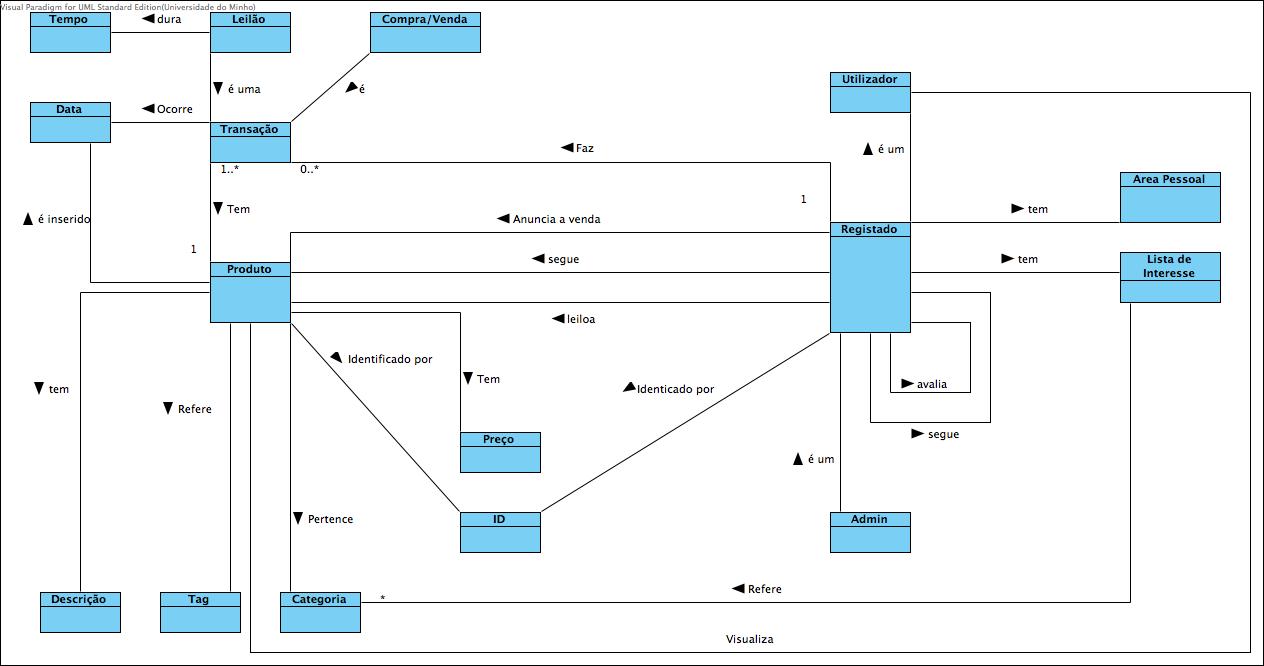 Visual Paradigm for UML Standard Edition(Universidade do Minho)
Tempo
dura
Leilão
Compra/Venda
é uma
é
Utilizador
Data
Ocorre
Transação
Faz
é um
1..*
0..*
Area Pessoal
1
tem
Tem
é inserido
Anuncia a venda
Registado
1
Produto
segue
tem
Lista de
Interesse
leiloa
Identificado por
Tem
tem
Identicado por
avalia
Refere
Preço
segue
é um
Pertence
ID
Admin
Refere
Descrição
Tag
Categoria
*
Visualiza